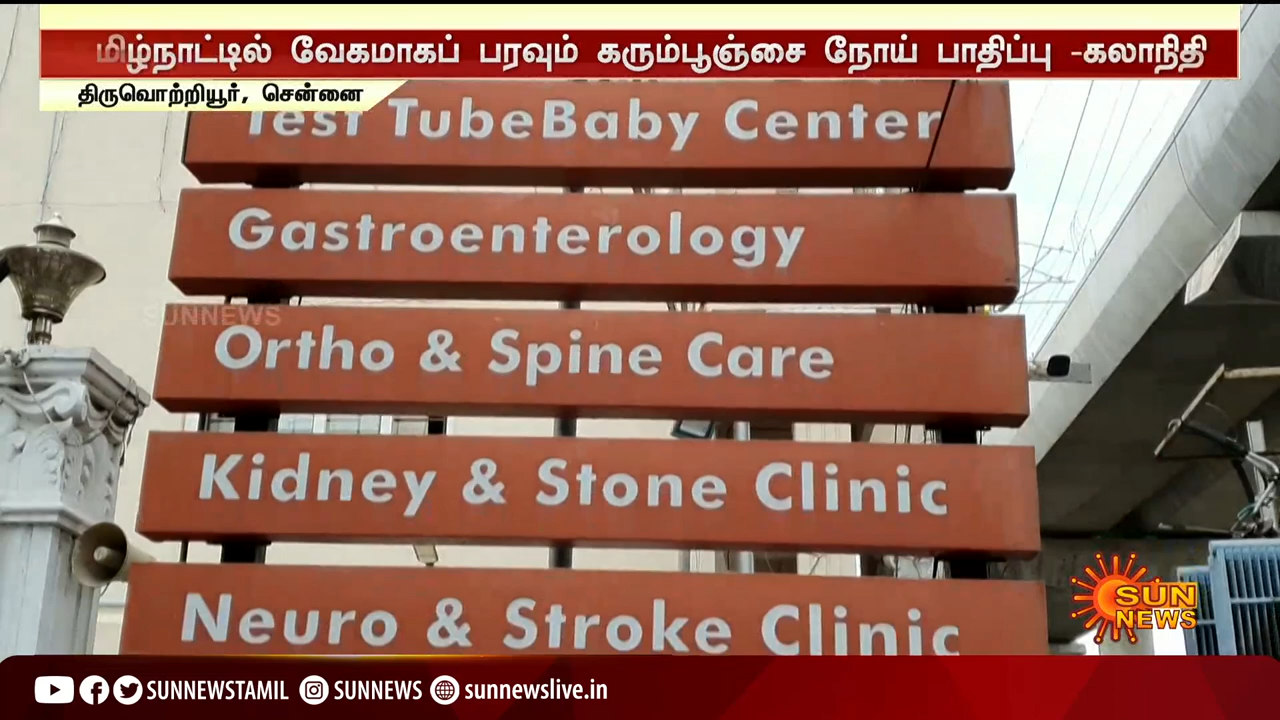 மிழ்நாட்டில் வேகமாகப் பரவும் கரும்பூஞ்சை நோய் பாதிப்பு -கலாநிதி
திருவொற்றியூர், சென்னை
Test TubeBaby Center
Gastroenterology
SUNNEWS
Ortho & Spine Care
Kidney & Stone Clinic
Neuro & Stroke Clinic
SUN
NEWS
SUNNEWSTAMIL SUNNEWS sunnewslive.in